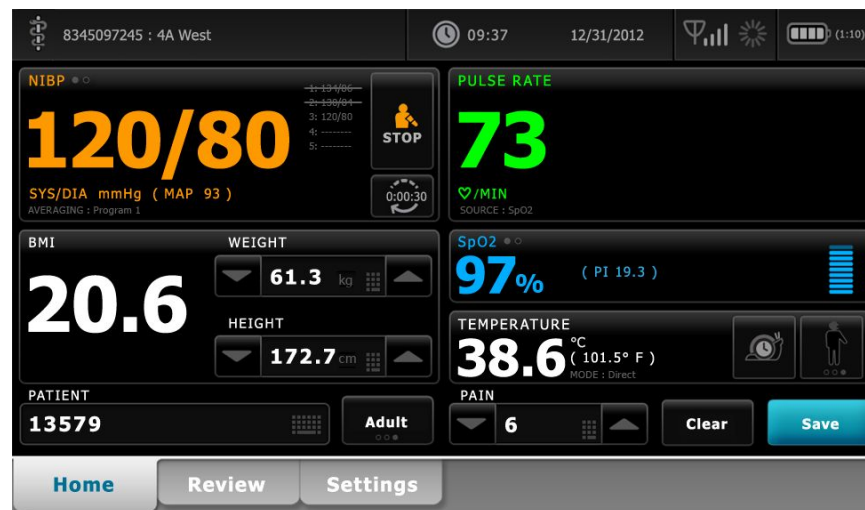 8345097245 : 4A West
09:37
12/31/2012
(1:10)
NIBP
1: 134/86
2: 130/84
3: 120/80
4: --------
5: --------
STOP
120/80
SYS/DIA mmHg ( MAP 93 )
AVERAGING : Program 1
0:00:30
PULSE RATE
73
♡/MIN
SOURCE : SpO2
BMI
20.6
WEIGHT
61.3 kg
HEIGHT
172.7 cm
SpO2
97%
( PI 19.3 )
TEMPERATURE
38.6 °C
( 101.5° F )
MODE : Direct
PATIENT
13579
Adult
PAIN
6
Clear
Save
Home
Review
Settings